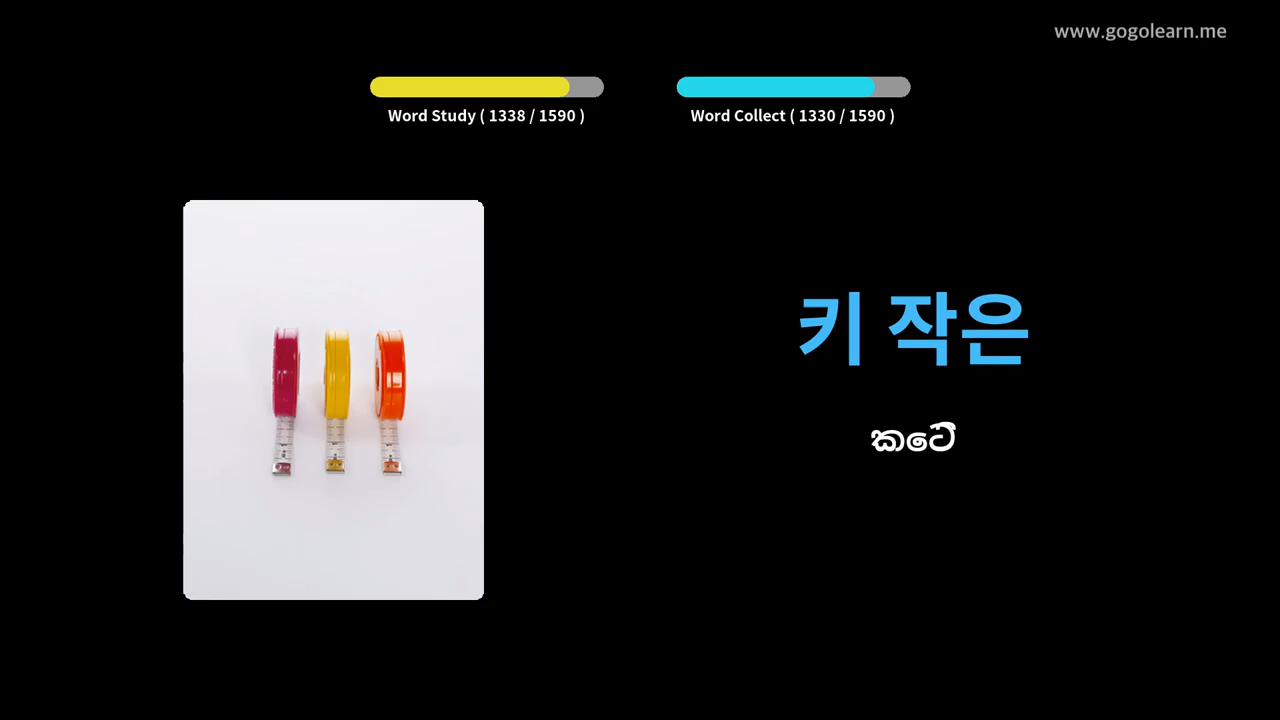 www.gogolearn.me
Word Study ( 1338 / 1590 )
Word Collect ( 1330 / 1590 )
키 작은
කටේ